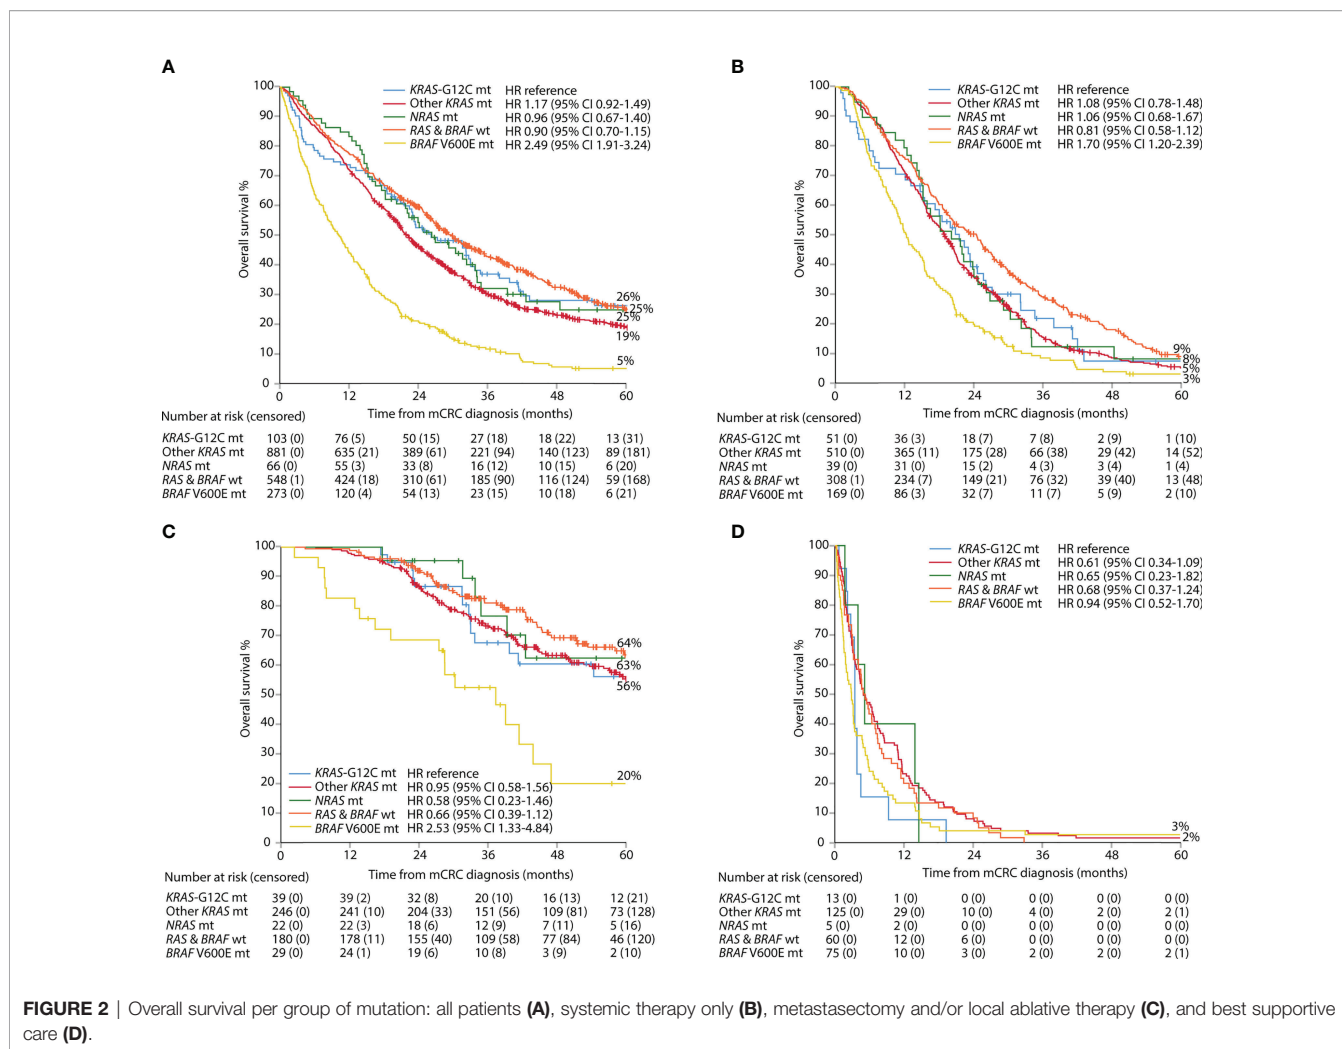 A
100
90
80
70
60
50
40
30
20
10
0
Overall survival %
KRAS-G12C mt HR reference
Other KRAS mt HR 1.17 (95% CI 0.92-1.49)
NRAS mt HR 0.96 (95% CI 0.67-1.40)
RAS & BRAF wt HR 0.90 (95% CI 0.70-1.15)
BRAF V600E mt HR 2.49 (95% CI 1.91-3.24)
26%
25%
25%
19%
5%
0 12 24 36 48 60
Time from mCRC diagnosis (months)
Number at risk (censored)
KRAS-G12C mt 103 (0) 76 (5) 50 (15) 27 (18) 18 (22) 13 (31)
Other KRAS mt 881 (0) 635 (21) 389 (61) 221 (94) 140 (123) 89 (181)
NRAS mt 66 (0) 55 (3) 33 (8) 16 (12) 10 (15) 6 (20)
RAS & BRAF wt 548 (1) 424 (18) 310 (61) 185 (90) 116 (124) 59 (168)
BRAF V600E mt 273 (0) 120 (4) 54 (13) 23 (15) 10 (18) 6 (21)
B
100
90
80
70
60
50
40
30
20
10
0
Overall survival %
KRAS-G12C mt HR reference
Other KRAS mt HR 1.08 (95% CI 0.78-1.48)
NRAS mt HR 1.06 (95% CI 0.68-1.67)
RAS & BRAF wt HR 0.81 (95% CI 0.58-1.12)
BRAF V600E mt HR 1.70 (95% CI 1.20-2.39)
9%
8%
5%
3%
0 12 24 36 48 60
Time from mCRC diagnosis (months)
Number at risk (censored)
KRAS-G12C mt 51 (0) 36 (3) 18 (7) 7 (8) 2 (9) 1 (10)
Other KRAS mt 510 (0) 365 (11) 175 (28) 66 (38) 29 (42) 14 (52)
NRAS mt 39 (0) 31 (0) 15 (2) 4 (3) 3 (4) 1 (4)
RAS & BRAF wt 308 (1) 234 (7) 149 (21) 76 (32) 39 (40) 13 (48)
BRAF V600E mt 169 (0) 86 (3) 32 (7) 11 (7) 5 (9) 2 (10)
C
100
90
80
70
60
50
40
30
20
10
0
Overall survival %
64%
63%
56%
20%
KRAS-G12C mt HR reference
Other KRAS mt HR 0.95 (95% CI 0.58-1.56)
NRAS mt HR 0.58 (95% CI 0.23-1.46)
RAS & BRAF wt HR 0.66 (95% CI 0.39-1.12)
BRAF V600E mt HR 2.53 (95% CI 1.33-4.84)
0 12 24 36 48 60
Time from mCRC diagnosis (months)
Number at risk (censored)
KRAS-G12C mt 39 (0) 39 (2) 32 (8) 20 (10) 16 (13) 12 (21)
Other KRAS mt 246 (0) 241 (10) 204 (33) 151 (56) 109 (81) 73 (128)
NRAS mt 22 (0) 22 (3) 18 (6) 12 (9) 7 (11) 5 (16)
RAS & BRAF wt 180 (0) 178 (11) 155 (40) 109 (58) 77 (84) 46 (120)
BRAF V600E mt 29 (0) 24 (1) 19 (6) 10 (8) 3 (9) 2 (10)
D
100
90
80
70
60
50
40
30
20
10
0
Overall survival %
KRAS-G12C mt HR reference
Other KRAS mt HR 0.61 (95% CI 0.34-1.09)
NRAS mt HR 0.65 (95% CI 0.23-1.82)
RAS & BRAF wt HR 0.68 (95% CI 0.37-1.24)
BRAF V600E mt HR 0.94 (95% CI 0.52-1.70)
3%
2%
0 12 24 36 48 60
Time from mCRC diagnosis (months)
Number at risk (censored)
KRAS-G12C mt 13 (0) 1 (0) 0 (0) 0 (0) 0 (0) 0 (0)
Other KRAS mt 125 (0) 29 (0) 10 (0) 4 (0) 2 (0) 2 (1)
NRAS mt 5 (0) 2 (0) 0 (0) 0 (0) 0 (0) 0 (0)
RAS & BRAF wt 60 (0) 12 (0) 6 (0) 0 (0) 0 (0) 0 (0)
BRAF V600E mt 75 (0) 10 (0) 3 (0) 2 (0) 2 (0) 2 (1)
FIGURE 2 | Overall survival per group of mutation: all patients (A), systemic therapy only (B), metastasectomy and/or local ablative therapy (C), and best supportive
care (D).